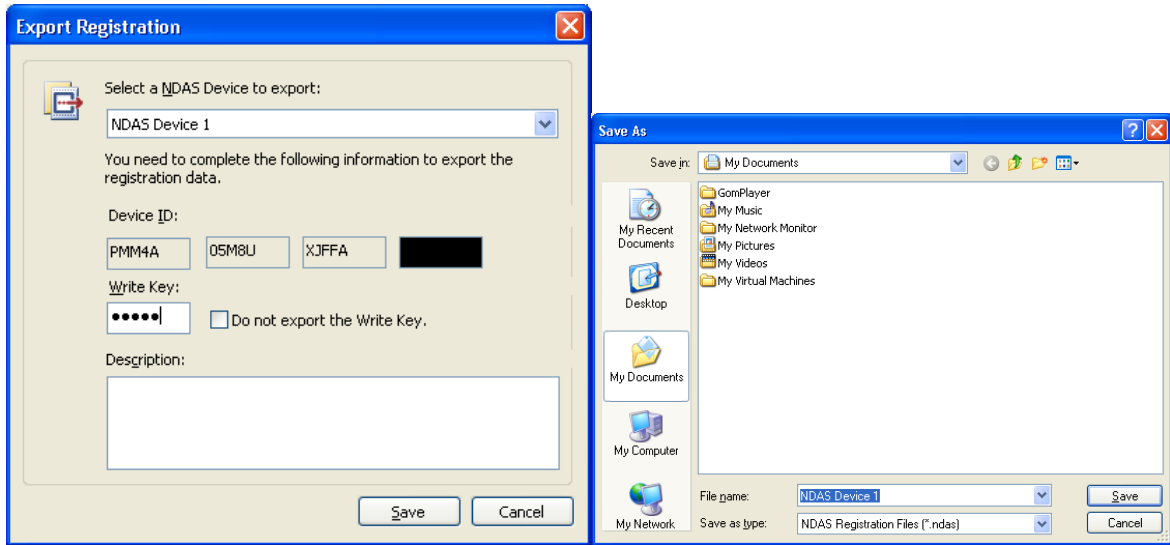 Export Registration
Select a NDAS Device to export:
NDAS Device 1
You need to complete the following information to export the
registration data.
Device ID:
PMM4A 05M8U XJFFA
Write Key:
●●●●● Do not export the Write Key.
Description:
Save Cancel
Save As
Save in: My Documents
My Recent
Documents
Desktop
My Documents
My Computer
My Network
GomPlayer
My Music
My Network Monitor
My Pictures
My Videos
My Virtual Machines
File name: NDAS Device 1 Save
Save as type: NDAS Registration Files (*.ndas) Cancel